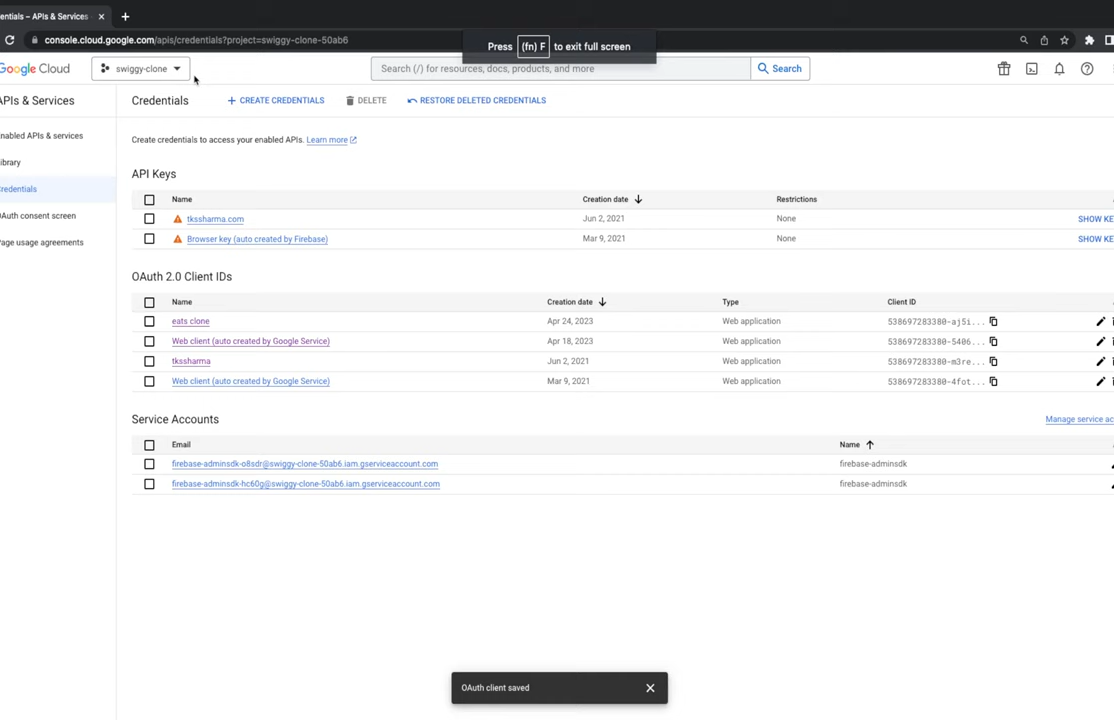 entials – APIs & Services
console.cloud.google.com/apis/credentials?project=swiggy-clone-50ab6
Press (fn) F to exit full screen
Google Cloud
swiggy-clone
Search (/) for resources, docs, products, and more
Search
APIs & Services
Credentials
CREATE CREDENTIALS
DELETE
RESTORE DELETED CREDENTIALS
nabled APIs & services
ibrary
redentials
OAuth consent screen
age usage agreements
Create credentials to access your enabled APIs. Learn more
API Keys
Name Creation date Restrictions
tkssharma.com Jun 2, 2021 None SHOW KE
Browser key (auto created by Firebase) Mar 9, 2021 None SHOW KE
OAuth 2.0 Client IDs
Name Creation date Type Client ID
eats clone Apr 24, 2023 Web application 538697283380-aj5i...
Web client (auto created by Google Service) Apr 18, 2023 Web application 538697283380-5406...
tkssharma Jun 2, 2021 Web application 538697283380-m3re...
Web client (auto created by Google Service) Mar 9, 2021 Web application 538697283380-4fot...
Service Accounts
Manage service ac
Email Name
firebase-adminsdk-o8sdr@swiggy-clone-50ab6.iam.gserviceaccount.com firebase-adminsdk
firebase-adminsdk-hc60g@swiggy-clone-50ab6.iam.gserviceaccount.com firebase-adminsdk
OAuth client saved